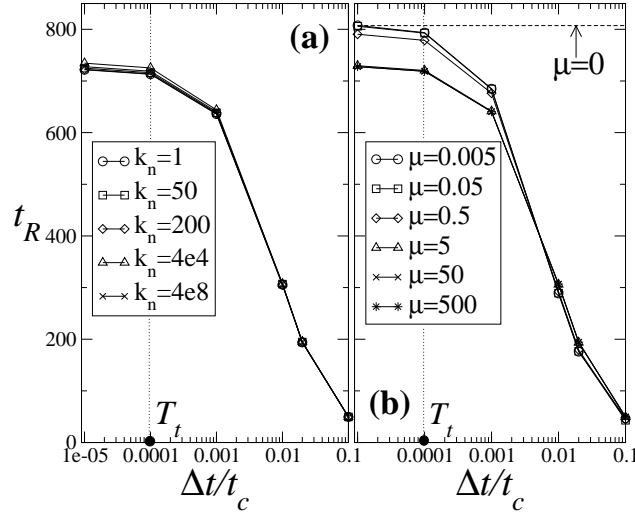 (a)
800
600
400
200
0
t_R
k_n=1
k_n=50
k_n=200
k_n=4e4
k_n=4e8
T_t
1e-05 0.0001 0.001 0.01 0.1
Δt/t_c
μ=0
μ=0.005
μ=0.05
μ=0.5
μ=5
μ=50
μ=500
(b)
T_t
0.0001 0.001 0.01 0.1
Δt/t_c